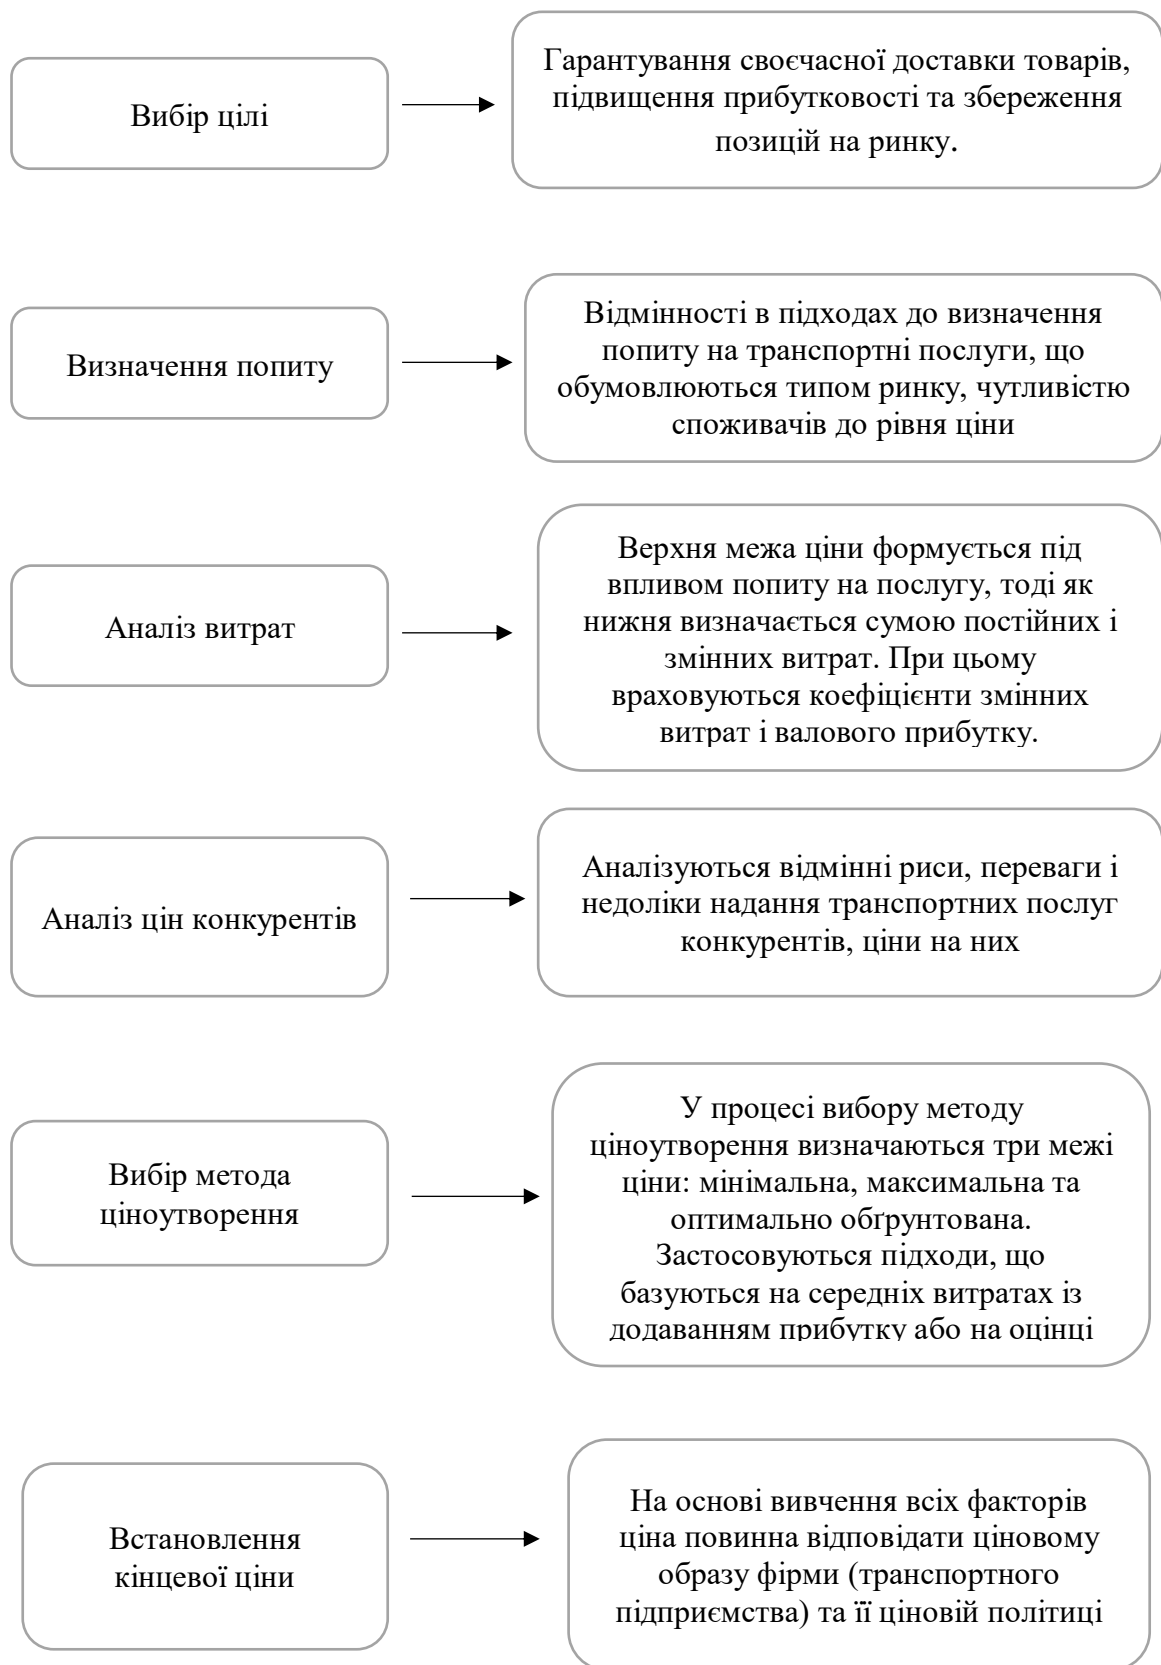 Вибір цілі
Гарантування своєчасної доставки товарів,
підвищення прибутковості та збереження
позицій на ринку.
Визначення попиту
Відмінності в підходах до визначення
попиту на транспортні послуги, що
обумовлюються типом ринку, чутливістю
споживачів до рівня ціни
Аналіз витрат
Верхня межа ціни формується під
впливом попиту на послугу, тоді як
нижня визначається сумою постійних і
змінних витрат. При цьому
враховуються коефіцієнти змінних
витрат і валового прибутку.
Аналіз цін конкурентів
Аналізуються відмінні риси, переваги і
недоліки надання транспортних послуг
конкурентів, ціни на них
Вибір метода
ціноутворення
У процесі вибору методу
ціноутворення визначаються три межі
ціни: мінімальна, максимальна та
оптимально обґрунтована.
Застосовуються підходи, що
базуються на середніх витратах із
додаванням прибутку або на оцінці
Встановлення
кінцевої ціни
На основі вивчення всіх факторів
ціна повинна відповідати ціновому
образу фірми (транспортного
підприємства) та її ціновій політиці